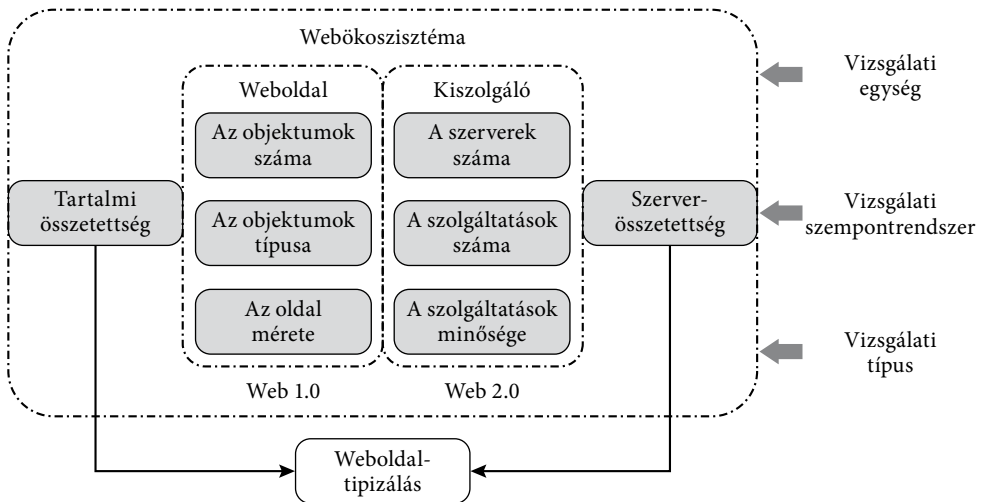 Webökoszisztéma
Weboldal
Kiszolgáló
Vizsgálati
egység
Az objektumok
száma
A szerverek
száma
Tartalmi
összetettség
Az objektumok
típusa
A szolgáltatások
száma
Szerver-
összetettség
Vizsgálati
szempontrendszer
Az oldal
mérete
A szolgáltatások
minősége
Vizsgálati
típus
Web 1.0
Web 2.0
Weboldal-
tipizálás